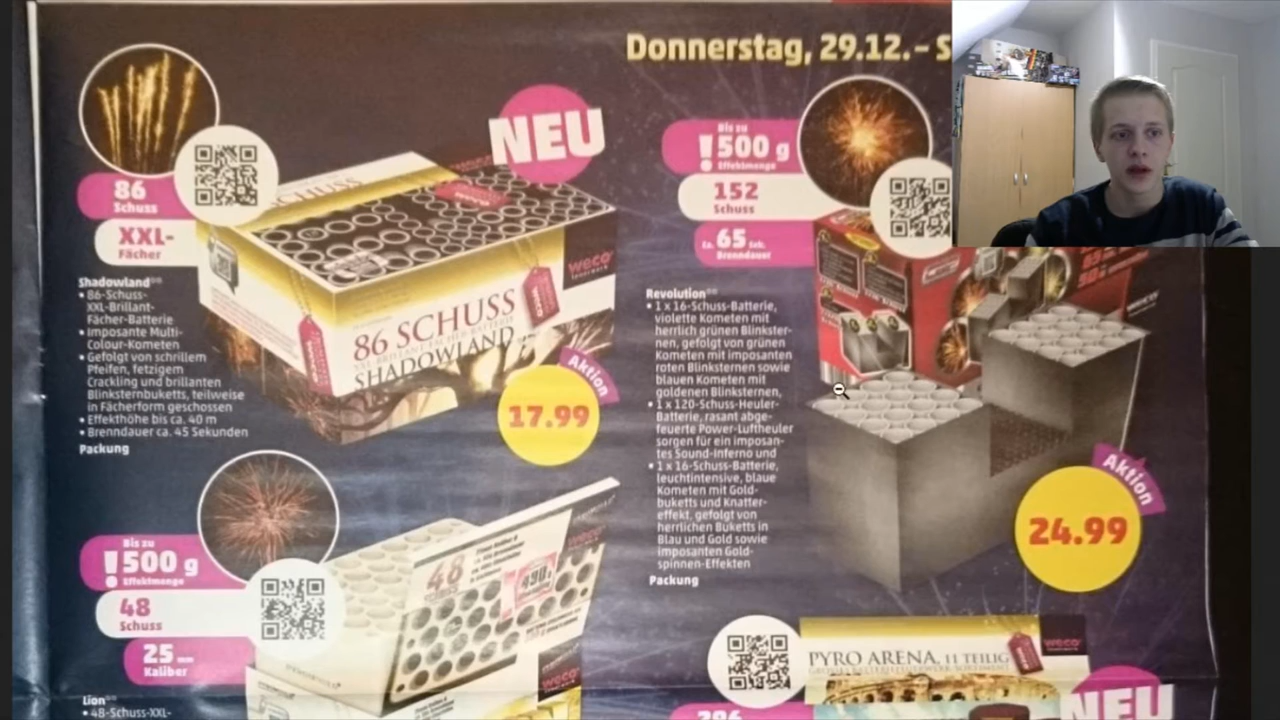 Donnerstag, 29.12. – S
NEU
86
Schuss
XXL-
Fächer
SCHUSS
weco
86 SCHUSS
SHADOWLAND
weco
Shadowland
• 86-Schuss-
XXL-Brillant-
Fächer-Batterie
• Imposante Multi-
Colour-Kometen
• Gefolgt von schrillem
Pfeifen, fetzigem
Crackling und brillanten
Blinksternbuketts, teilweise
in Fächerform geschossen
• Effekthöhe bis ca. 40 m
• Brenndauer ca. 45 Sekunden
Packung
Aktion
17.99
Bis zu
500 g
Effektmenge
152
Schuss
ca. 65 Sek.
Brenndauer
Revolution
• 1 x 16-Schuss-Batterie,
violette Kometen mit
herrlich grünen Blinkster-
nen, gefolgt von grünen
Kometen mit imposanten
roten Blinksternen sowie
blauen Kometen mit
goldenen Blinksternen,
• 1 x 120-Schuss-Heuler-
Batterie, rasant abge-
feuerte Power-Luftheuler
sorgen für ein imposan-
tes Sound-Inferno und
• 1 x 16-Schuss-Batterie,
leuchtintensive, blaue
Kometen mit Gold-
buketts und Knatter-
effekt, gefolgt von
herrlichen Buketts in
Blau und Gold sowie
imposanten Gold-
spinnen-Effekten
Packung
Aktion
24.99
Bis zu
500 g
Effektmenge
48
Schuss
25 mm
Kaliber
48
490
weco
weco
Lion
• 48-Schuss-XXL-
PYRO ARENA, 11 TEILIG
weco
NEU